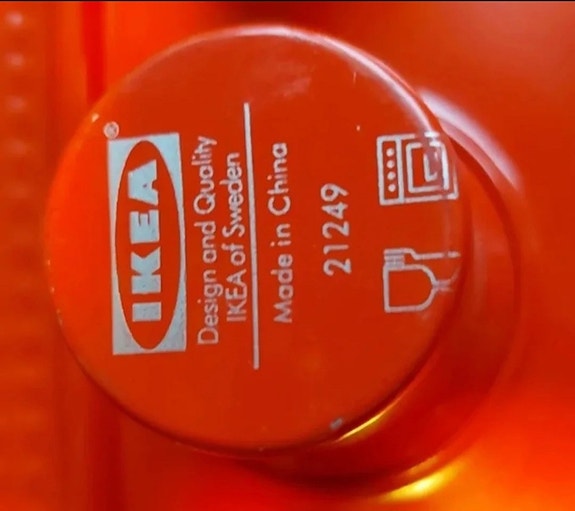 IKEA®
Design and Quality
IKEA of Sweden
Made in China
21249